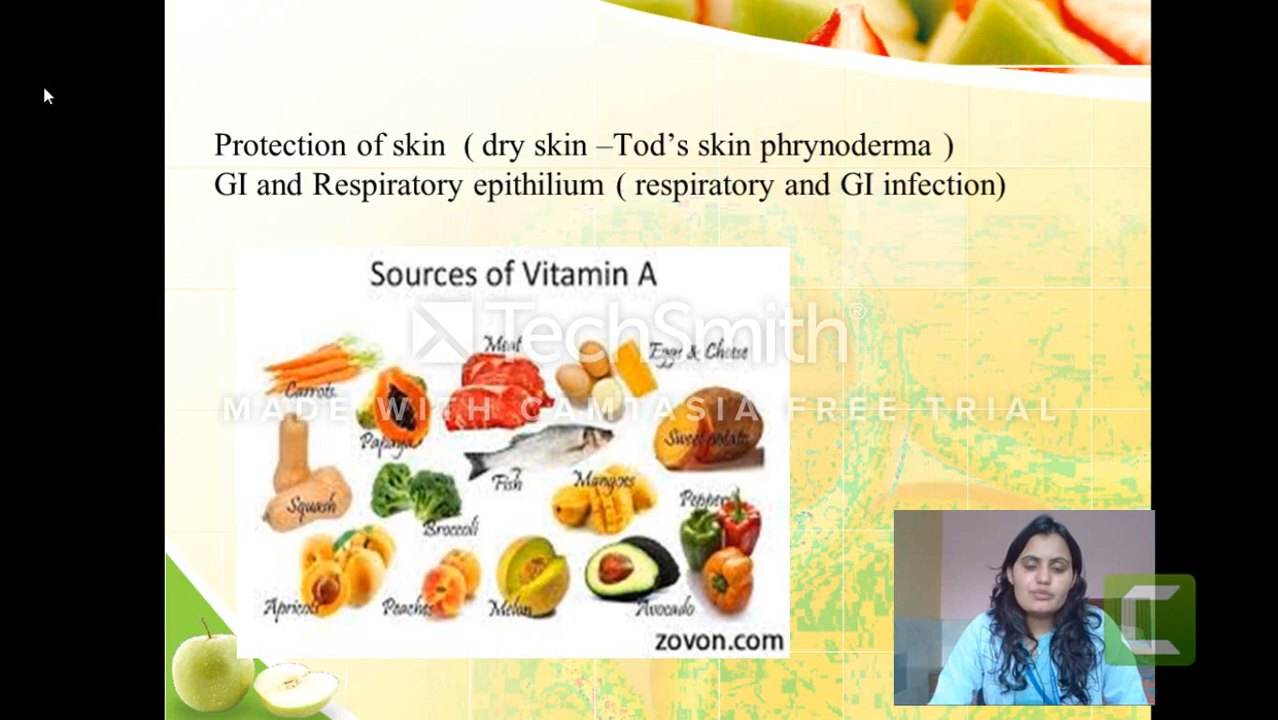 Protection of skin ( dry skin –Tod's skin phrynoderma )
GI and Respiratory epithilium ( respiratory and GI infection)
Sources of Vitamin A
TechSmith®
Meat
Eggs & Cheese
Carrots
MADE WITH CAMTASIA FREE TRIAL
Papaya
Sweet potato
Fish
Mangoes
Squash
Peppers
Broccoli
Apricots
Peaches
Melon
Avocado
zovon.com